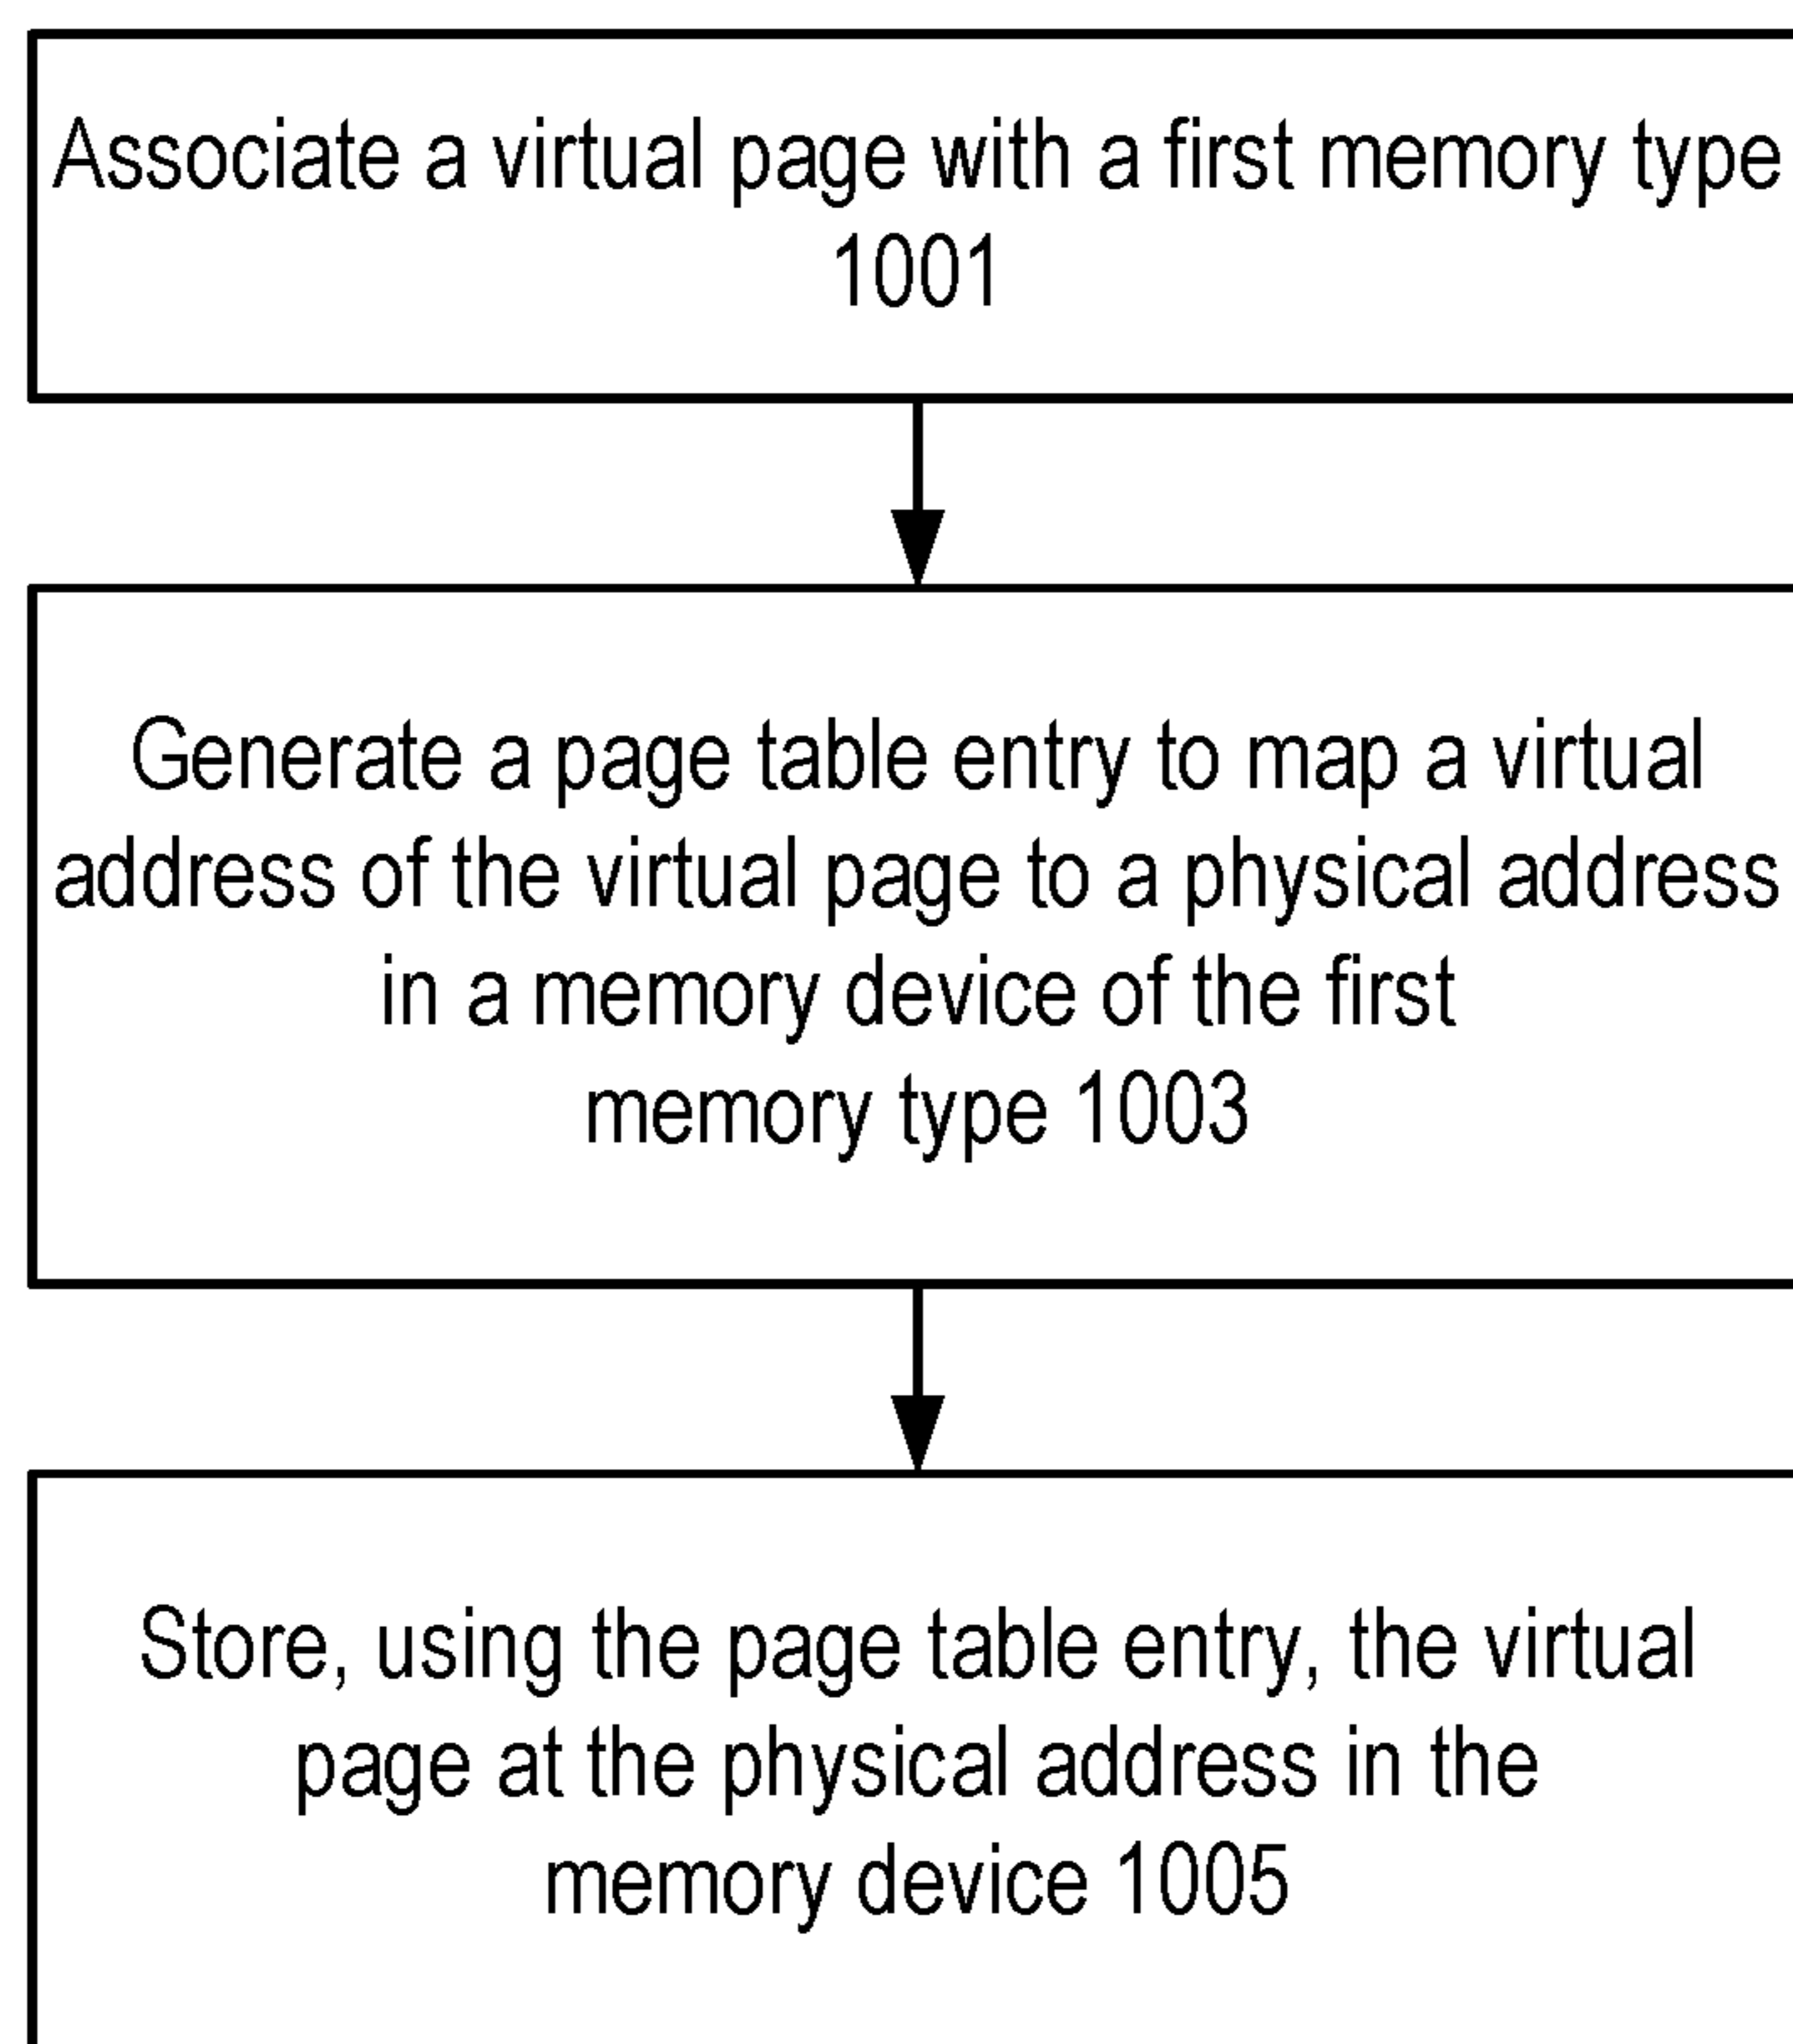 Associate a virtual page with a first memory type
1001
Generate a page table entry to map a virtual
address of the virtual page to a physical address
in a memory device of the first
memory type 1003
Store, using the page table entry, the virtual
page at the physical address in the
memory device 1005